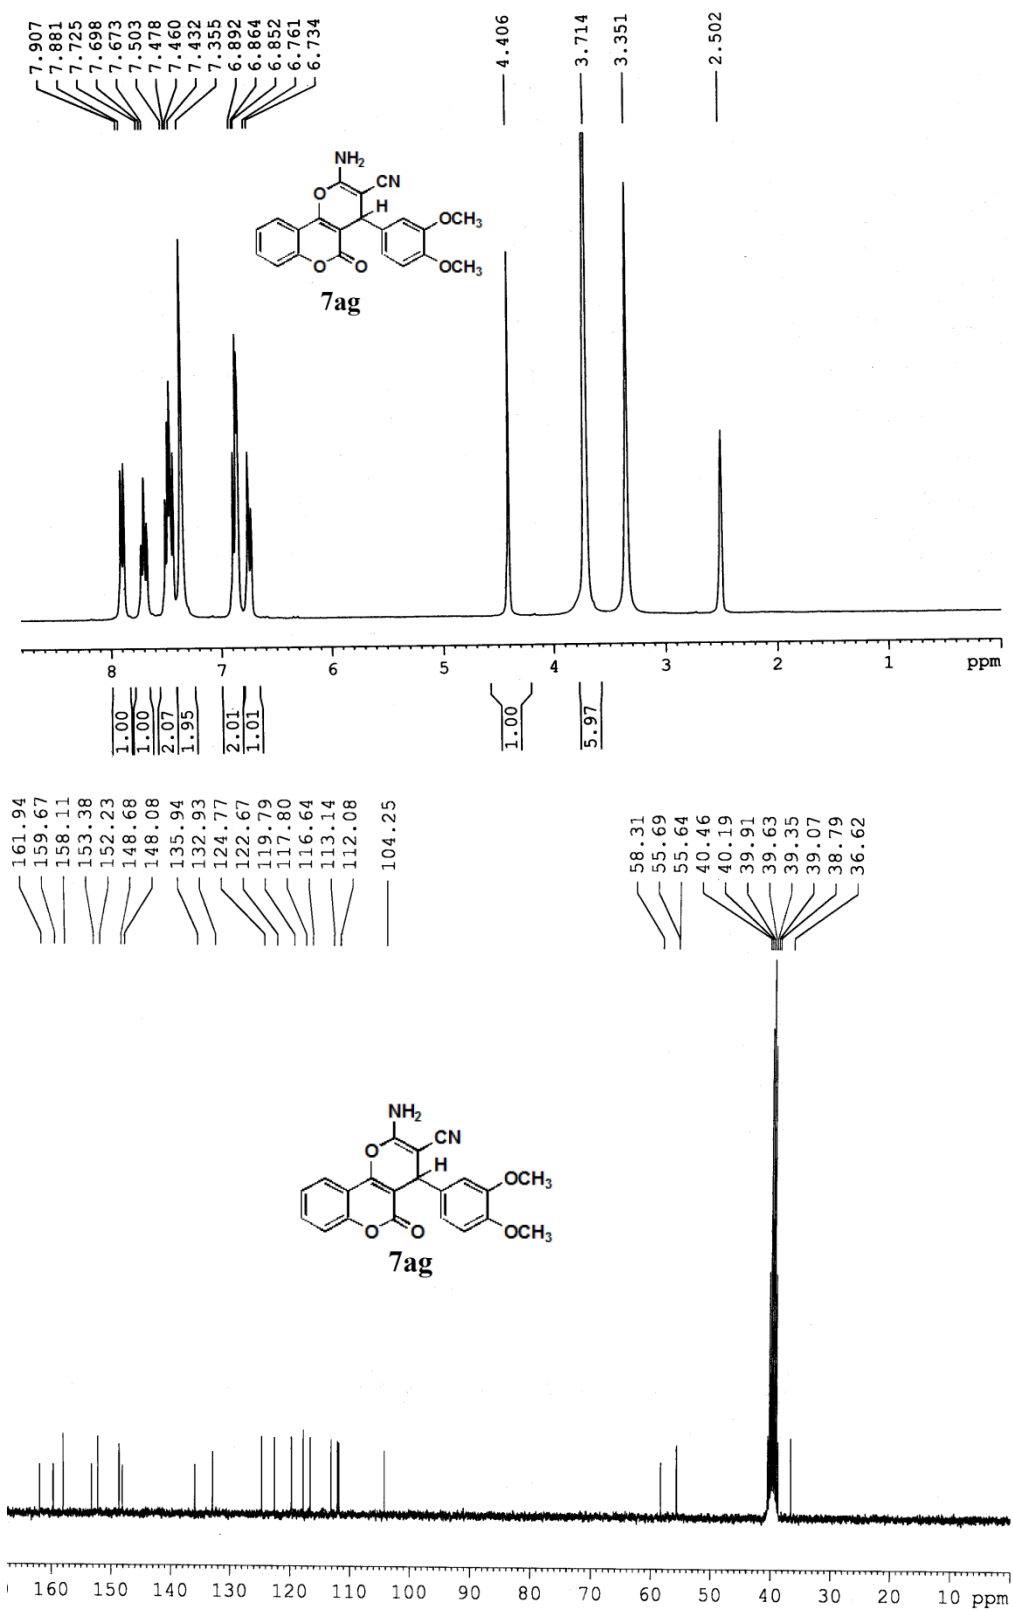 7.907
7.881
7.725
7.698
7.673
7.503
7.478
7.460
7.432
7.355
6.892
6.864
6.852
6.761
6.734
4.406
3.714
3.351
2.502
NH2
O
CN
H
OCH3
O
O
OCH3
7ag
8 7 6 5 4 3 2 1 ppm
1.00
1.00
2.07
1.95
2.01
1.01
1.00
5.97
161.94
159.67
158.11
153.38
152.23
148.68
148.08
135.94
132.93
124.77
122.67
119.79
117.80
116.64
113.14
112.08
104.25
58.31
55.69
55.64
40.46
40.19
39.91
39.63
39.35
39.07
38.79
36.62
NH2
O
CN
H
OCH3
O
O
OCH3
7ag
160 150 140 130 120 110 100 90 80 70 60 50 40 30 20 10 ppm